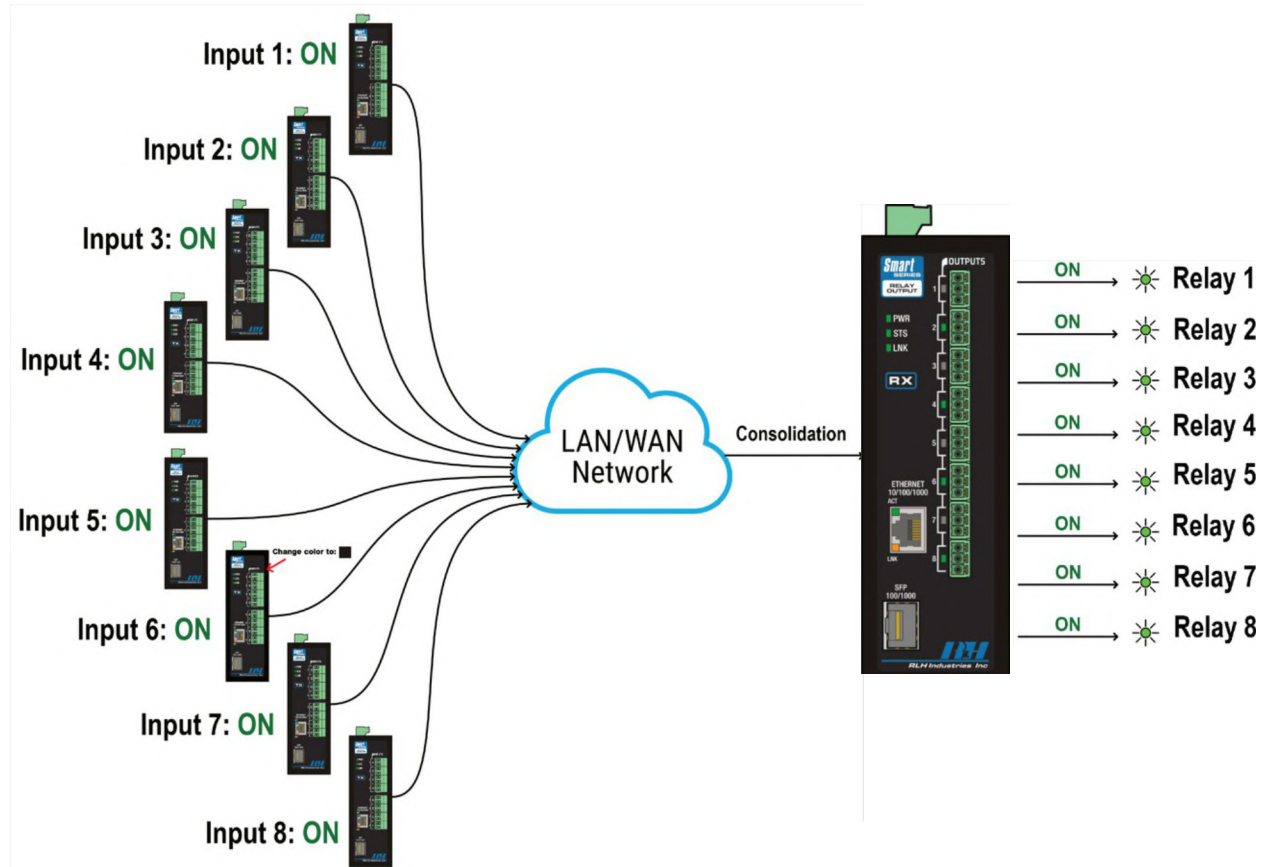 Input 1: ON
Input 2: ON
Input 3: ON
Input 4: ON
Input 5: ON
Change color to:
Input 6: ON
Input 7: ON
Input 8: ON
LAN/WAN
Network
Consolidation
Smart
SERIES
RELAY
OUTPUT
OUTPUTS
PWR
STS
LNK
RX
1
2
3
4
5
6
7
8
ETHERNET
10/100/1000
ACT
LNK
SFP
100/1000
RLH
RLH Industries Inc
ON Relay 1
ON Relay 2
ON Relay 3
ON Relay 4
ON Relay 5
ON Relay 6
ON Relay 7
ON Relay 8